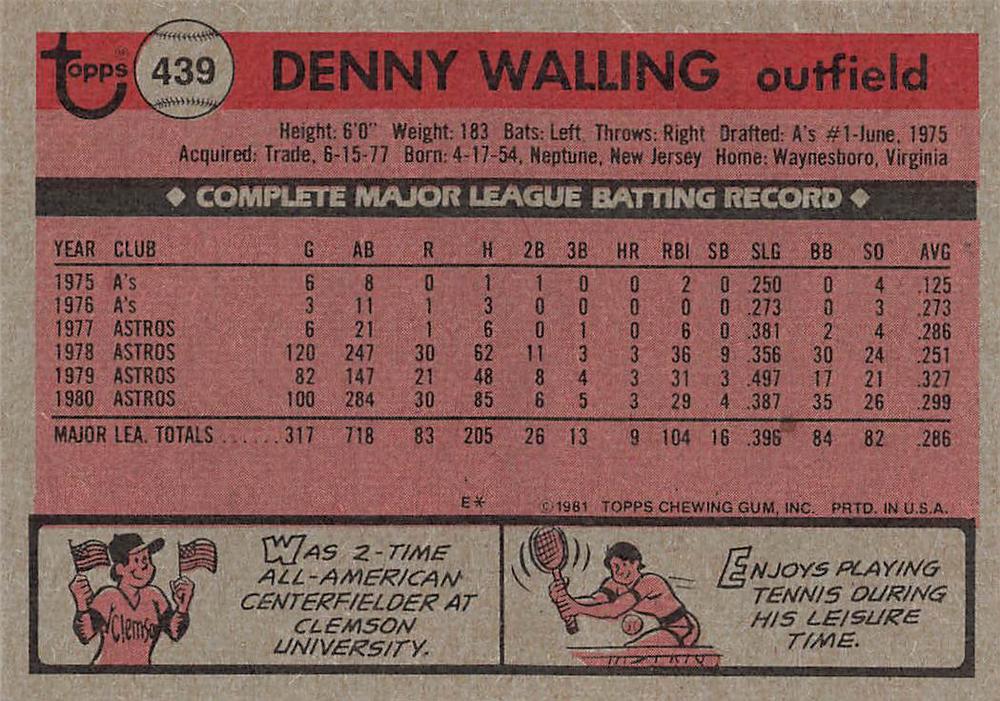 topps® 439 DENNY WALLING outfield
Height: 6'0" Weight: 183 Bats: Left Throws: Right Drafted: A's #1-June, 1975
Acquired: Trade, 6-15-77 Born: 4-17-54, Neptune, New Jersey Home: Waynesboro, Virginia
◆ COMPLETE MAJOR LEAGUE BATTING RECORD ◆
YEAR CLUB G AB R H 2B 3B HR RBI SB SLG BB SO AVG
1975 A's 6 8 0 1 1 0 0 2 0 .250 0 4 .125
1976 A's 3 11 1 3 0 0 0 0 0 .273 0 3 .273
1977 ASTROS 6 21 1 6 0 1 0 6 0 .381 2 4 .286
1978 ASTROS 120 247 30 62 11 3 3 36 9 .356 30 24 .251
1979 ASTROS 82 147 21 48 8 4 3 31 3 .497 17 21 .327
1980 ASTROS 100 284 30 85 6 5 3 29 4 .387 35 26 .299
MAJOR LEA. TOTALS ......317 718 83 205 26 13 9 104 16 .396 84 82 .286
E* ©1981 TOPPS CHEWING GUM, INC. PRTD. IN U.S.A.
Clemson
WAS 2-TIME
ALL-AMERICAN
CENTERFIELDER AT
CLEMSON
UNIVERSITY.
ENJOYS PLAYING
TENNIS DURING
HIS LEISURE
TIME.